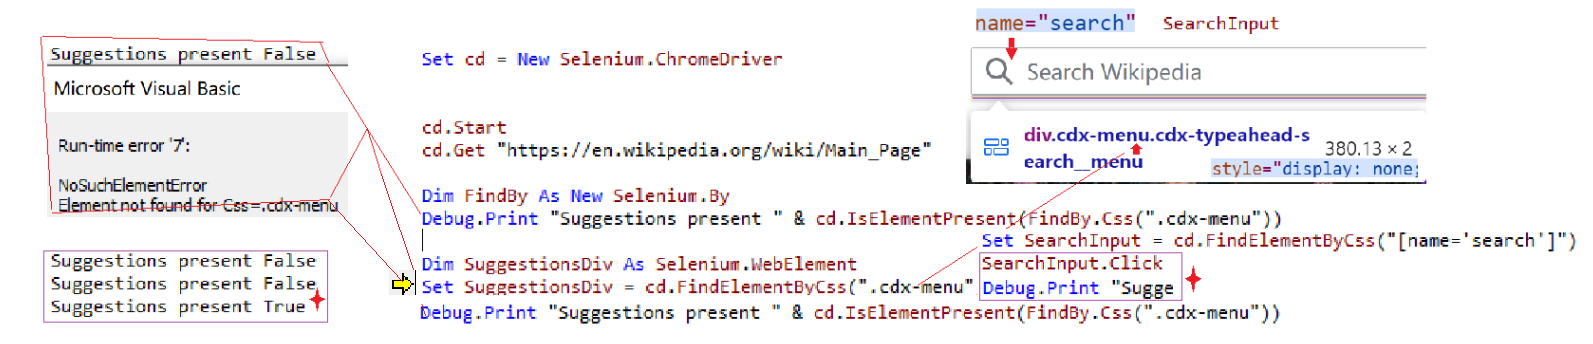 Suggestions present False
Microsoft Visual Basic
Run-time error '7':
NoSuchElementError
Element not found for Css=.cdx-menu
Suggestions present False
Suggestions present False
Suggestions present True
Set cd = New Selenium.ChromeDriver
cd.Start
cd.Get "https://en.wikipedia.org/wiki/Main_Page"
Dim FindBy As New Selenium.By
Debug.Print "Suggestions present " & cd.IsElementPresent(FindBy.Css(".cdx-menu"))
Dim SuggestionsDiv As Selenium.WebElement
Set SuggestionsDiv = cd.FindElementByCss(".cdx-menu"
Debug.Print "Suggestions present " & cd.IsElementPresent(FindBy.Css(".cdx-menu"))
name="search" SearchInput
Search Wikipedia
div.cdx-menu.cdx-typeahead-s
earch__menu
380.13 × 2
style="display: none;
Set SearchInput = cd.FindElementByCss("[name='search']")
SearchInput.Click
Debug.Print "Sugge